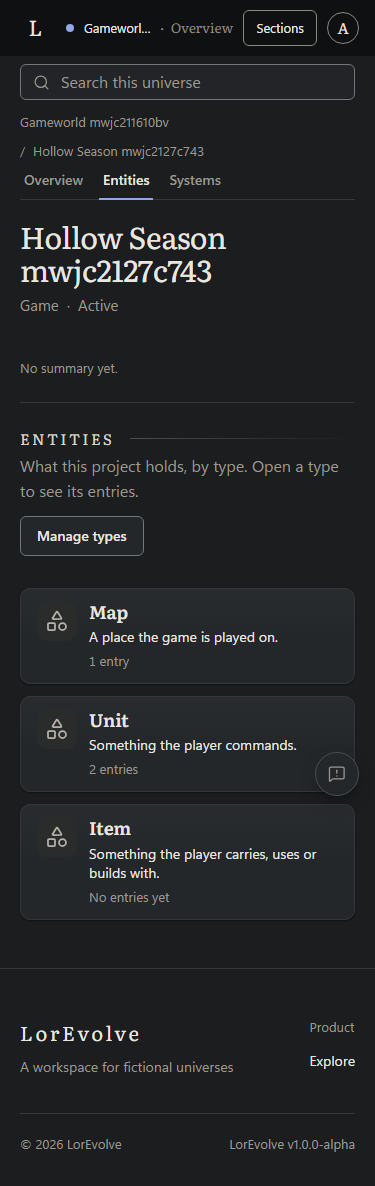 L
Gameworl... · Overview
Sections
A
Search this universe
Gameworld mwjc211610bv
/ Hollow Season mwjc2127c743
Overview Entities Systems
Hollow Season
mwjc2127c743
Game · Active
No summary yet.
ENTITIES
What this project holds, by type. Open a type
to see its entries.
Manage types
Map
A place the game is played on.
1 entry
Unit
Something the player commands.
2 entries
Item
Something the player carries, uses or
builds with.
No entries yet
LorEvolve
A workspace for fictional universes
Product
Explore
© 2026 LorEvolve
LorEvolve v1.0.0-alpha